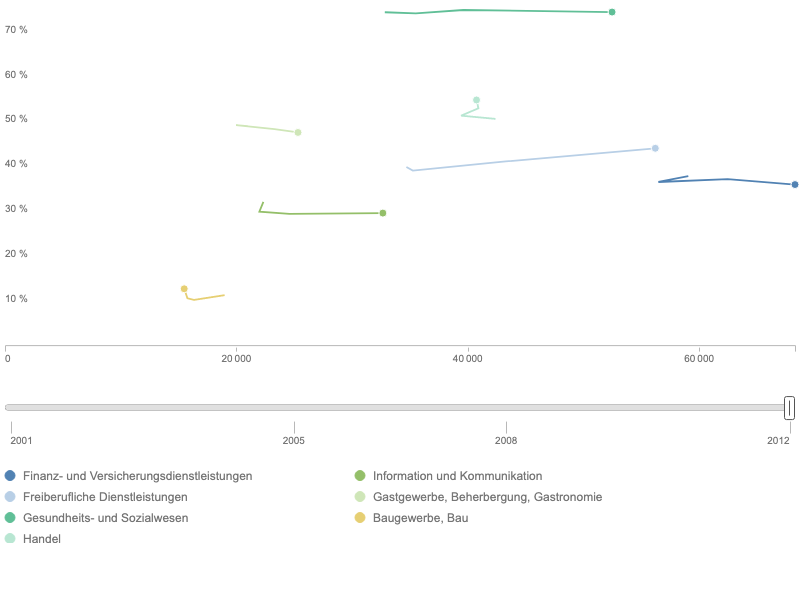 70 %
60 %
50 %
40 %
30 %
20 %
10 %
0 20 000 40 000 60 000
2001 2005 2008 2012
Finanz- und Versicherungsdienstleistungen
Freiberufliche Dienstleistungen
Gesundheits- und Sozialwesen
Handel
Information und Kommunikation
Gastgewerbe, Beherbergung, Gastronomie
Baugewerbe, Bau